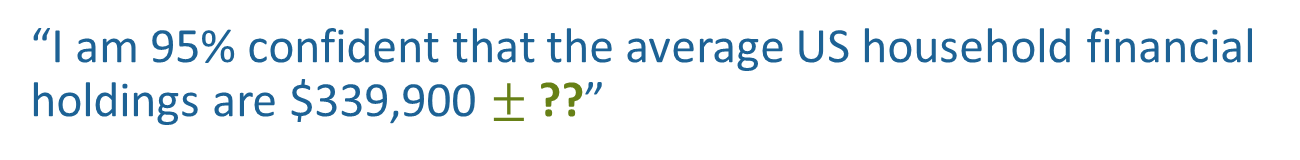 “I am 95% confident that the average US household financial
holdings are $339,900 ± ??”